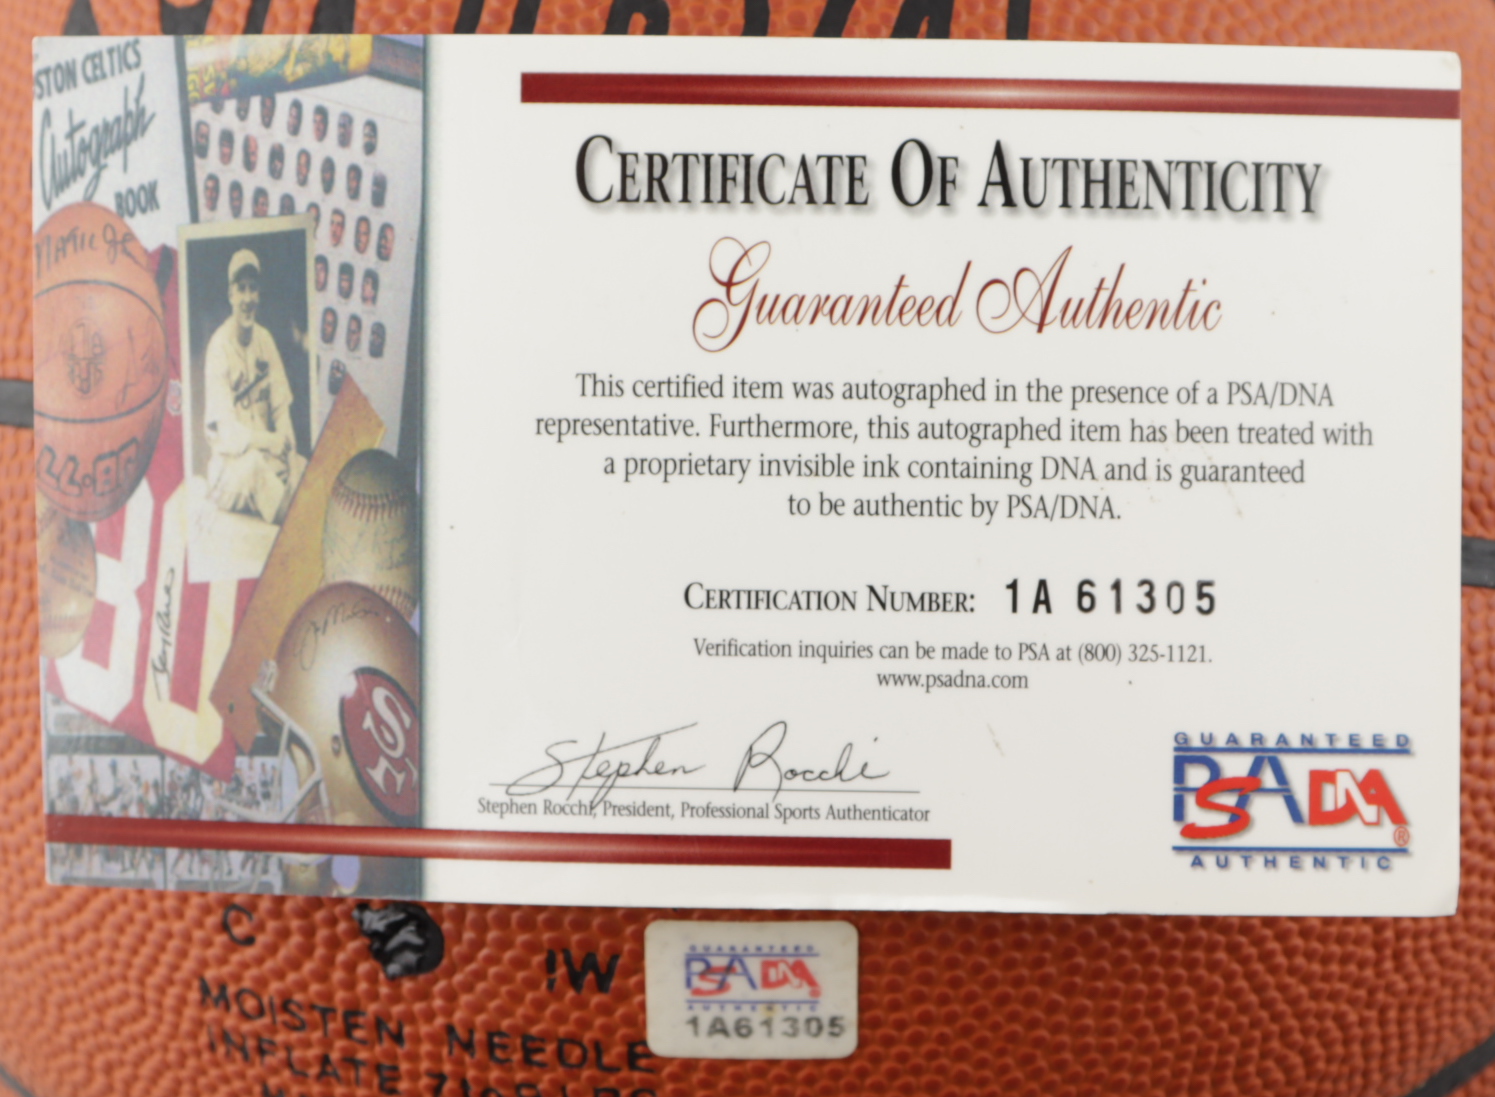 STON CELTICS
Autograph
BOOK
CERTIFICATE OF AUTHENTICITY
Guaranteed Authentic
This certified item was autographed in the presence of a PSA/DNA
representative. Furthermore, this autographed item has been treated with
a proprietary invisible ink containing DNA and is guaranteed
to be authentic by PSA/DNA.
CERTIFICATION NUMBER: 1A 61305
Verification inquiries can be made to PSA at (800) 325-1121.
www.psadna.com
Stephen Rocchi
Stephen Rocchi, President, Professional Sports Authenticator
GUARANTEED
PSA DNA ®
AUTHENTIC
GUARANTEED
PSA DNA
AUTHENTIC
1A61305
MOISTEN NEEDLE
INFLATE